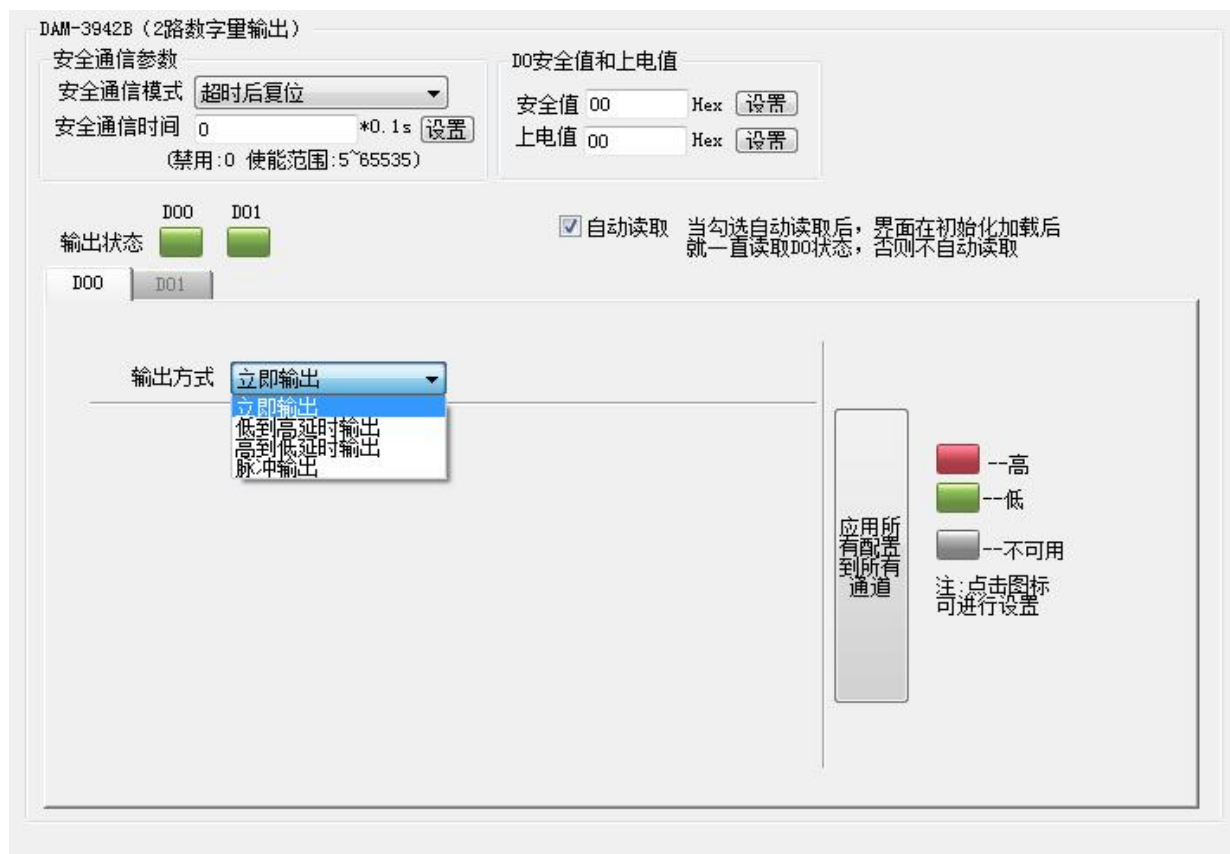 DAM-3942B（2路数字里输出）
安全通信参数
安全通信模式 超时后复位
安全通信时间 0 *0.1s 设置
(禁用:0 使能范围:5~65535)
DO安全值和上电值
安全值 00 Hex 设置
上电值 00 Hex 设置
DO0 DO1
输出状态
自动读取 当勾选自动读取后，界面在初始化加载后
就一直读取DO状态，否则不自动读取
DO0 DO1
输出方式 立即输出
立即输出
低到高延时输出
高到低延时输出
脉冲输出
应用所
有配置
到所有
通道
--高
--低
--不可用
注:点击图标
可进行设置